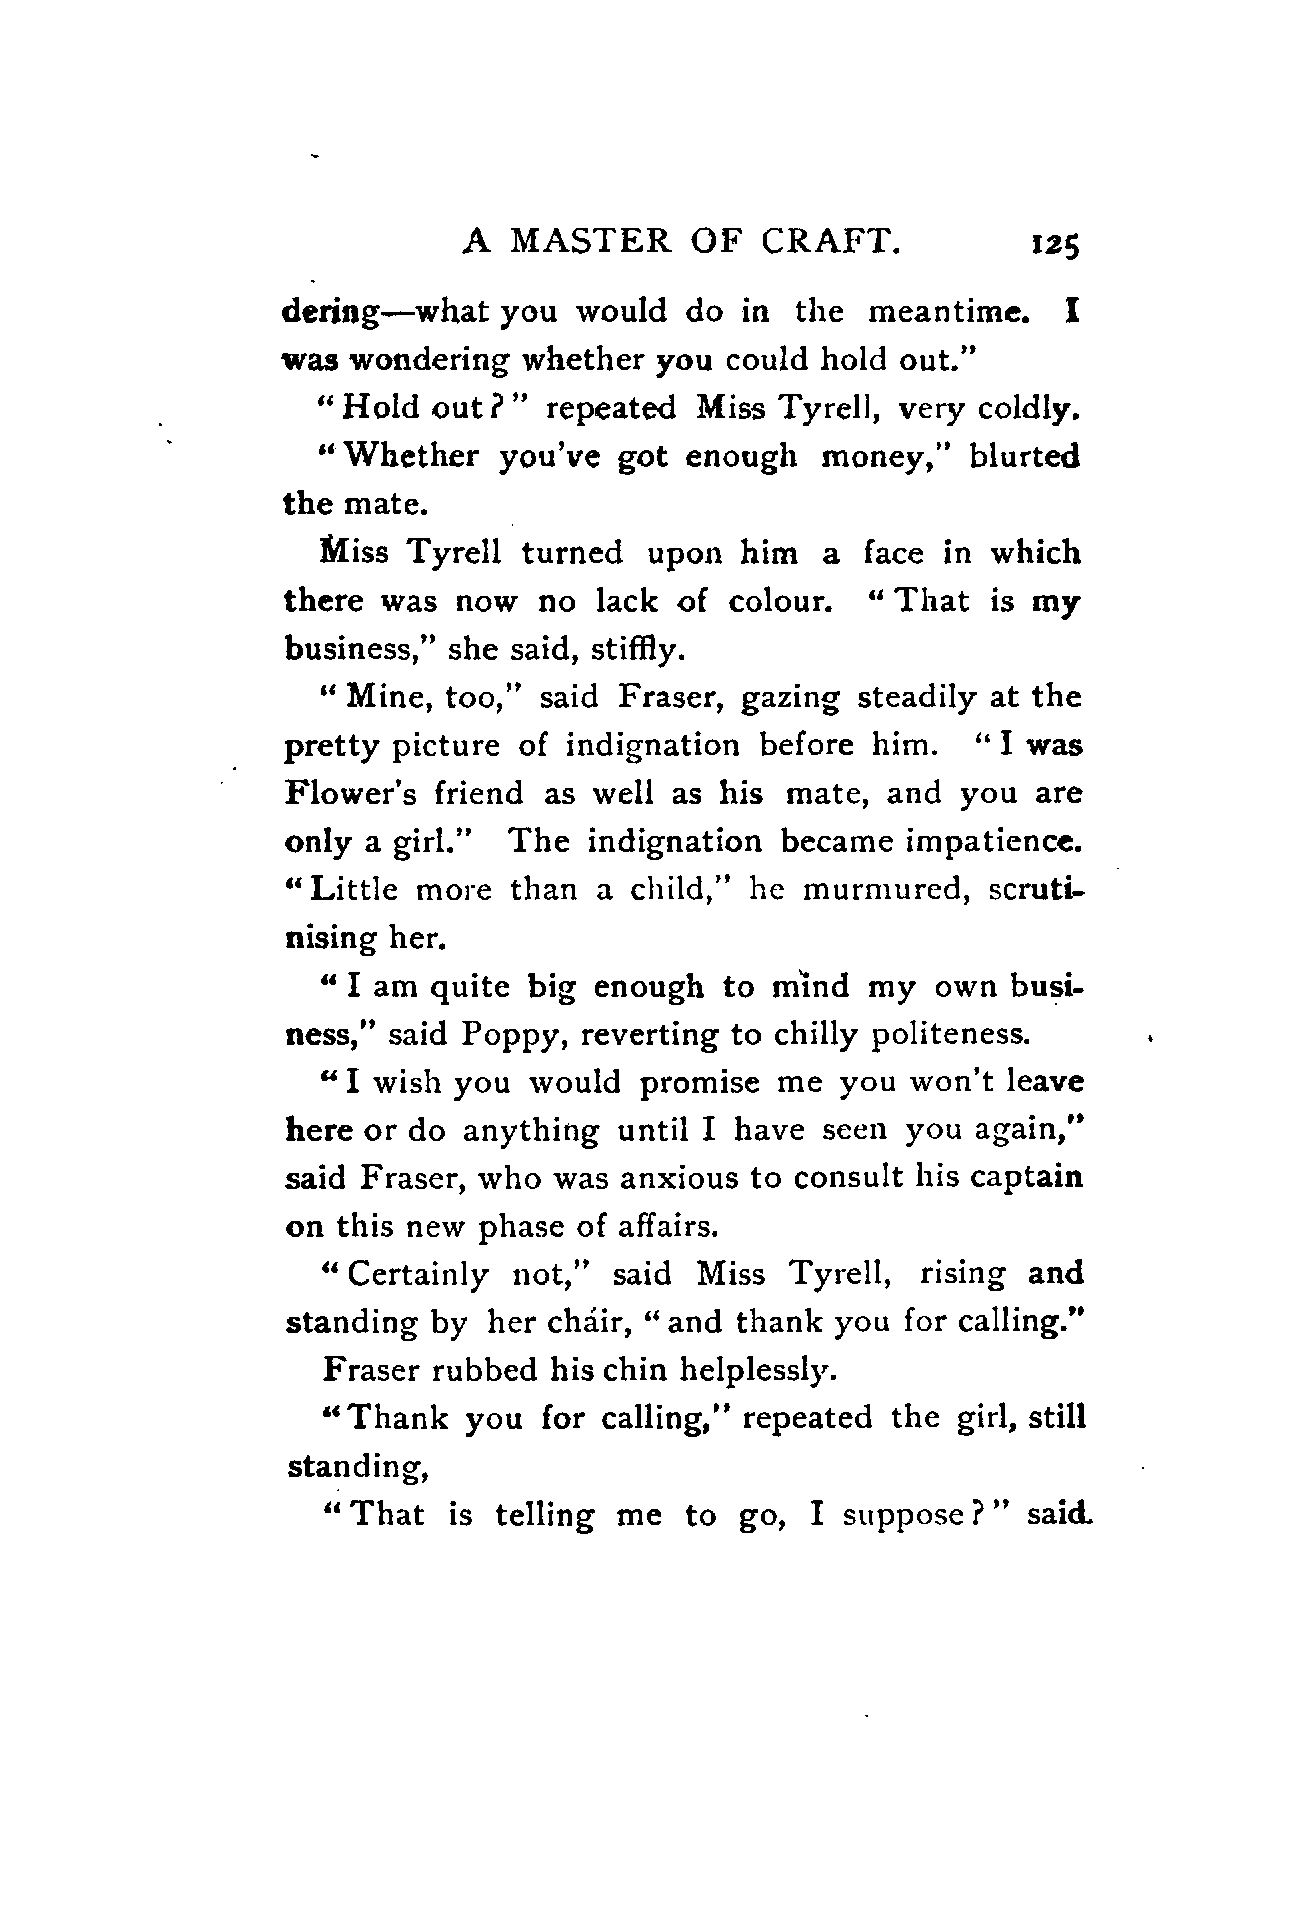 A MASTER OF CRAFT. 125
dering—what you would do in the meantime. I
was wondering whether you could hold out."
"Hold out?" repeated Miss Tyrell, very coldly.
"Whether you've got enough money," blurted
the mate.
Miss Tyrell turned upon him a face in which
there was now no lack of colour. "That is my
business," she said, stiffly.
"Mine, too," said Fraser, gazing steadily at the
pretty picture of indignation before him. "I was
Flower's friend as well as his mate, and you are
only a girl." The indignation became impatience.
"Little more than a child," he murmured, scruti-
nising her.
"I am quite big enough to mind my own busi-
ness," said Poppy, reverting to chilly politeness.
"I wish you would promise me you won't leave
here or do anything until I have seen you again,"
said Fraser, who was anxious to consult his captain
on this new phase of affairs.
"Certainly not," said Miss Tyrell, rising and
standing by her chair, "and thank you for calling."
Fraser rubbed his chin helplessly.
"Thank you for calling," repeated the girl, still
standing,
"That is telling me to go, I suppose?" said